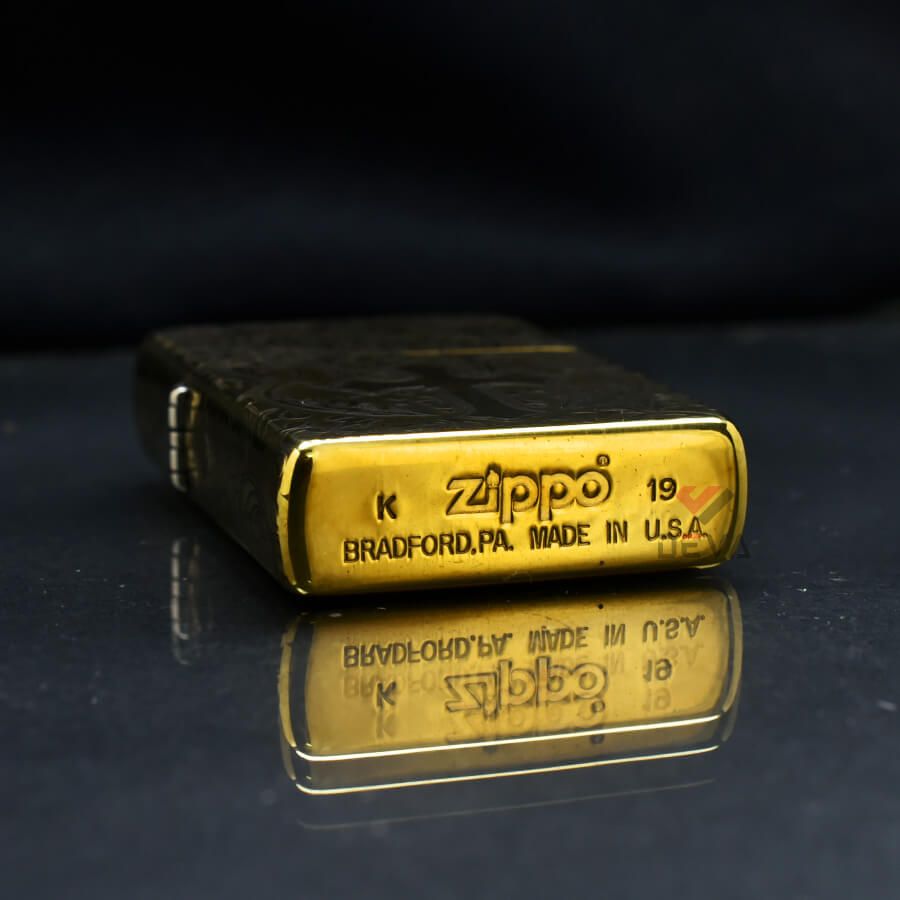 K zippo® 19
BRADFORD,PA. MADE IN U.S.A.